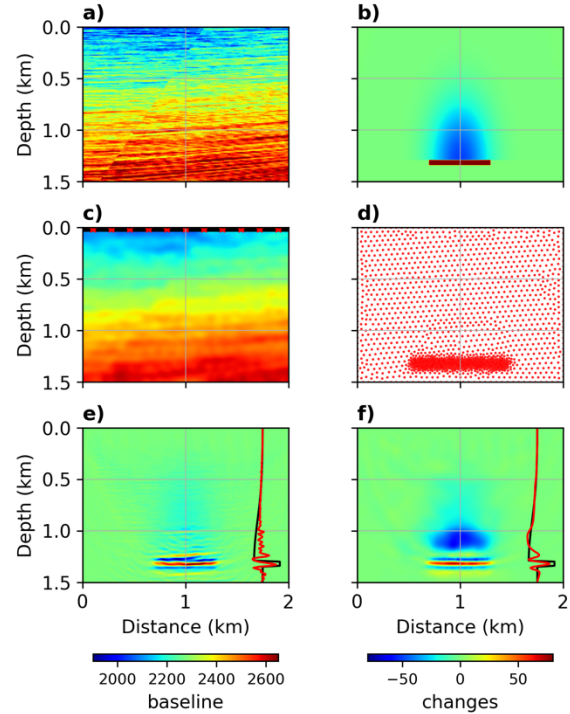 a)
b)
0.0
0.5
1.0
1.5
Depth (km)
c)
d)
0.0
0.5
1.0
1.5
Depth (km)
e)
f)
0.0
0.5
1.0
1.5
Depth (km)
0 1 2
0 1 2
Distance (km)
Distance (km)
2000 2200 2400 2600
−50 0 50
baseline
changes